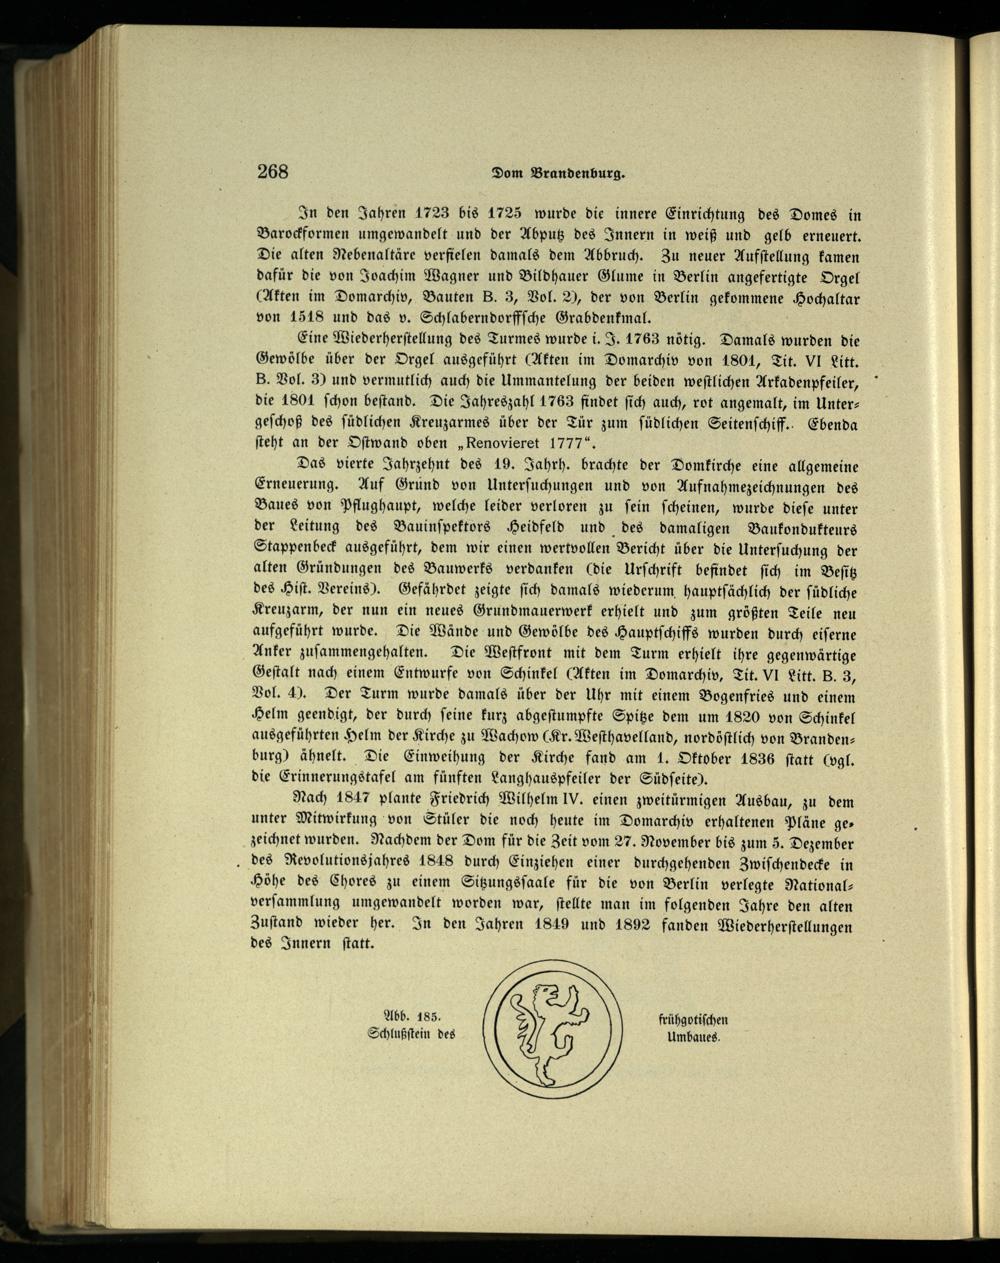 268
Dom Brandenburg.
In den Jahren 1723 bis 1725 wurde die innere Einrichtung des Domes in
Barockformen umgewandelt und der Abputz des Innern in weiß und gelb erneuert.
Die alten Nebenaltäre verfielen damals dem Abbruch. Zu neuer Aufstellung kamen
dafür die von Joachim Wagner und Bildhauer Glume in Berlin angefertigte Orgel
(Akten im Domarchiv, Bauten B. 3, Vol. 2), der von Berlin gekommene Hochaltar
von 1518 und das v. Schlaberndorffsche Grabdenkmal.
Eine Wiederherstellung des Turmes wurde i. J. 1763 nötig. Damals wurden die
Gewölbe über der Orgel ausgeführt (Akten im Domarchiv von 1801, Tit. VI Litt.
B. Vol. 3) und vermutlich auch die Ummantelung der beiden westlichen Arkadenpfeiler,
die 1801 schon bestand. Die Jahreszahl 1763 findet sich auch, rot angemalt, im Unter-
geschoß des südlichen Kreuzarmes über der Tür zum südlichen Seitenschiff. Ebenda
steht an der Ostwand oben „Renovieret 1777“.
Das vierte Jahrzehnt des 19. Jahrh. brachte der Domkirche eine allgemeine
Erneuerung. Auf Grund von Untersuchungen und von Aufnahmezeichnungen des
Baues von Pflughaupt, welche leider verloren zu sein scheinen, wurde diese unter
der Leitung des Bauinspektors Heidfeld und des damaligen Baukondukteurs
Stappenbeck ausgeführt, dem wir einen wertvollen Bericht über die Untersuchung der
alten Gründungen des Bauwerks verdanken (die Urschrift befindet sich im Besitz
des Hist. Vereins). Gefährdet zeigte sich damals wiederum hauptsächlich der südliche
Kreuzarm, der nun ein neues Grundmauerwerk erhielt und zum größten Teile neu
aufgeführt wurde. Die Wände und Gewölbe des Hauptschiffs wurden durch eiserne
Anker zusammengehalten. Die Westfront mit dem Turm erhielt ihre gegenwärtige
Gestalt nach einem Entwurfe von Schinkel (Akten im Domarchiv, Tit. VI Litt. B. 3,
Vol. 4). Der Turm wurde damals über der Uhr mit einem Bogenfries und einem
Helm geendigt, der durch seine kurz abgestumpfte Spitze dem um 1820 von Schinkel
ausgeführten Helm der Kirche zu Wachow (Kr. Westhavelland, nordöstlich von Branden-
burg) ähnelt. Die Einweihung der Kirche fand am 1. Oktober 1836 statt (vgl.
die Erinnerungstafel am fünften Langhauspfeiler der Südseite).
Nach 1847 plante Friedrich Wilhelm IV. einen zweitürmigen Ausbau, zu dem
unter Mitwirkung von Stüler die noch heute im Domarchiv erhaltenen Pläne ge-
zeichnet wurden. Nachdem der Dom für die Zeit vom 27. November bis zum 5. Dezember
des Revolutionsjahres 1848 durch Einziehen einer durchgehenden Zwischendecke in
Höhe des Chores zu einem Sitzungssaale für die von Berlin verlegte National-
versammlung umgewandelt worden war, stellte man im folgenden Jahre den alten
Zustand wieder her. In den Jahren 1849 und 1892 fanden Wiederherstellungen
des Innern statt.
Abb. 185.
Schlußstein des
frühgotischen
Umbaues.